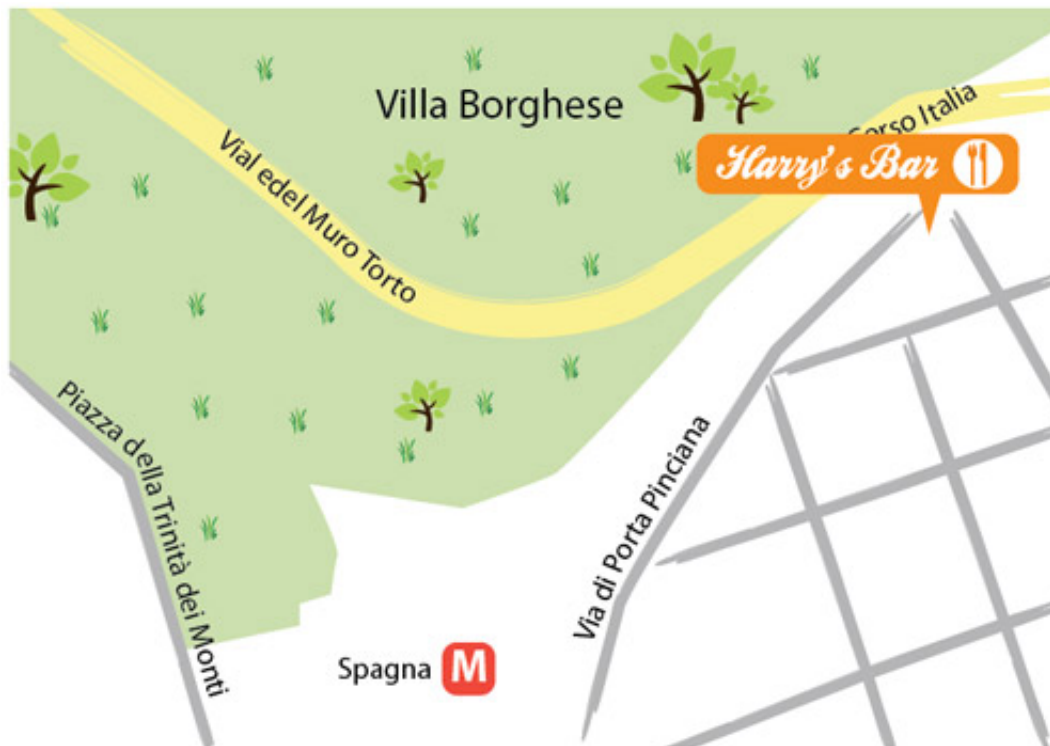 Villa Borghese
Corso Italia
Harry's Bar
Vial edel Muro Torto
Piazza della Trinità dei Monti
Via di Porta Pinciana
Spagna M